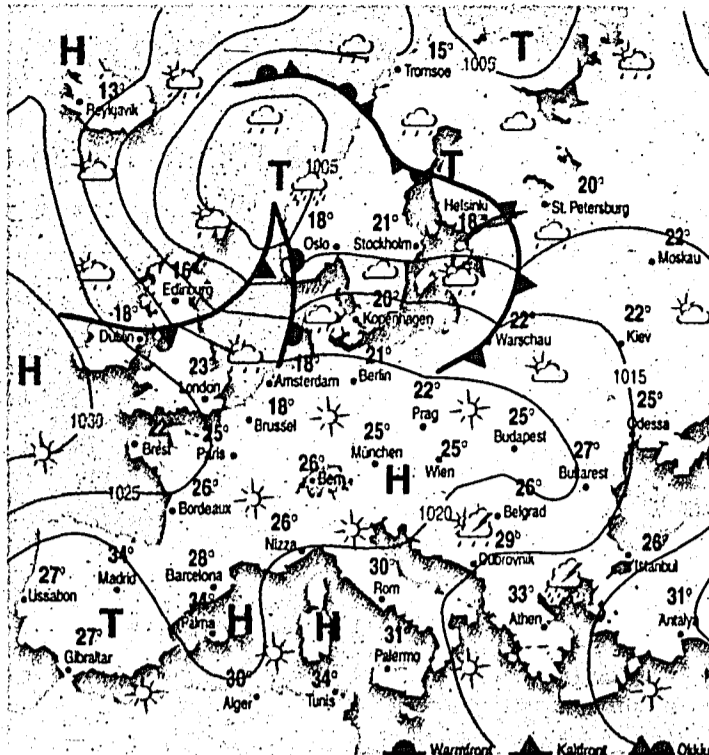 H
15°
Tromsoe
T
1005
13°
Reykjavik
1005
T
T
Helsinki
18°
20°
St. Petersburg
18°
Oslo
21°
Stockholm
22°
Moskau
16°
Edinburg
20°
Kopenhagen
18°
Dublin
22°
Warschau
22°
Kiev
H
23°
London
18°
Amsterdam
21°
Berlin
1015
1030
18°
Brussel
22°
Prag
25°
Budapest
25°
Odessa
22°
Brest
25°
Paris
25°
München
25°
Wien
27°
Bukarest
26°
Bern
H
1025
26°
Bordeaux
1020
26°
Belgrad
26°
Nizza
29°
Dubrovnik
26°
Istanbul
34°
Madrid
28°
Barcelona
30°
Rom
27°
Lissabon
33°
Athen
31°
Antalya
T
Palma
H
H
27°
Gibraltar
31°
Palermo
30°
Alger
34°
Tunis
Warmfront
Kaltfront